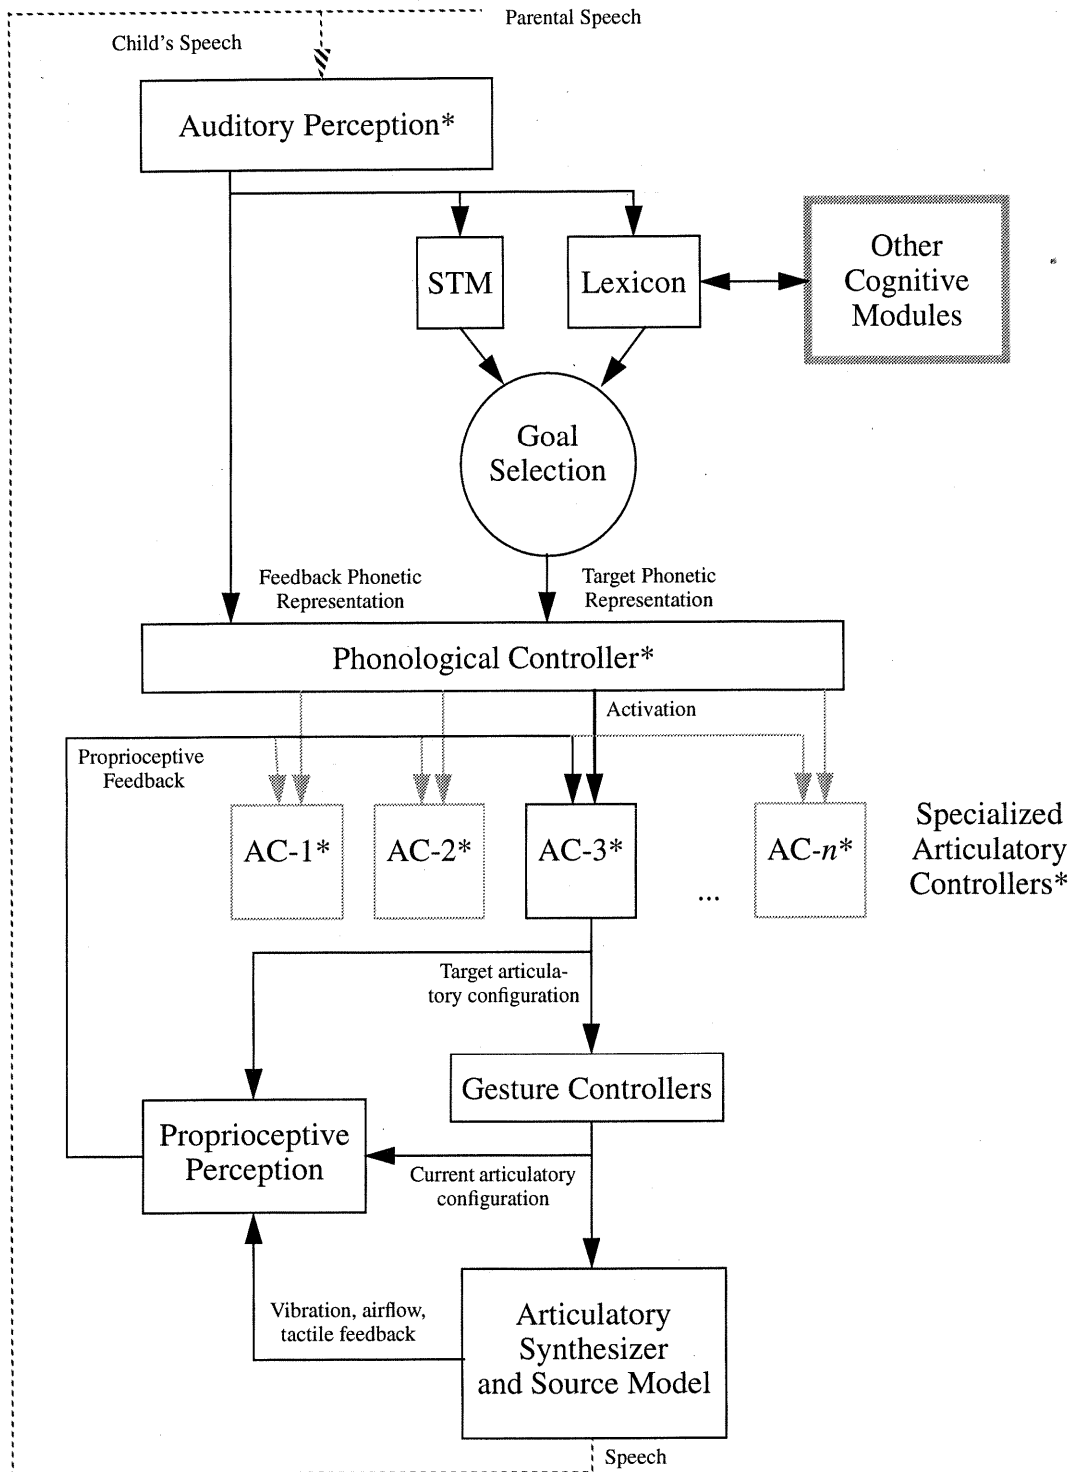 Parental Speech
Child's Speech
Auditory Perception*
STM
Lexicon
Other
Cognitive
Modules
Goal
Selection
Feedback Phonetic
Representation
Target Phonetic
Representation
Phonological Controller*
Activation
Proprioceptive
Feedback
AC-1*
AC-2*
AC-3*
...
AC-n*
Specialized
Articulatory
Controllers*
Target articula-
tory configuration
Gesture Controllers
Proprioceptive
Perception
Current articulatory
configuration
Vibration, airflow,
tactile feedback
Articulatory
Synthesizer
and Source Model
Speech